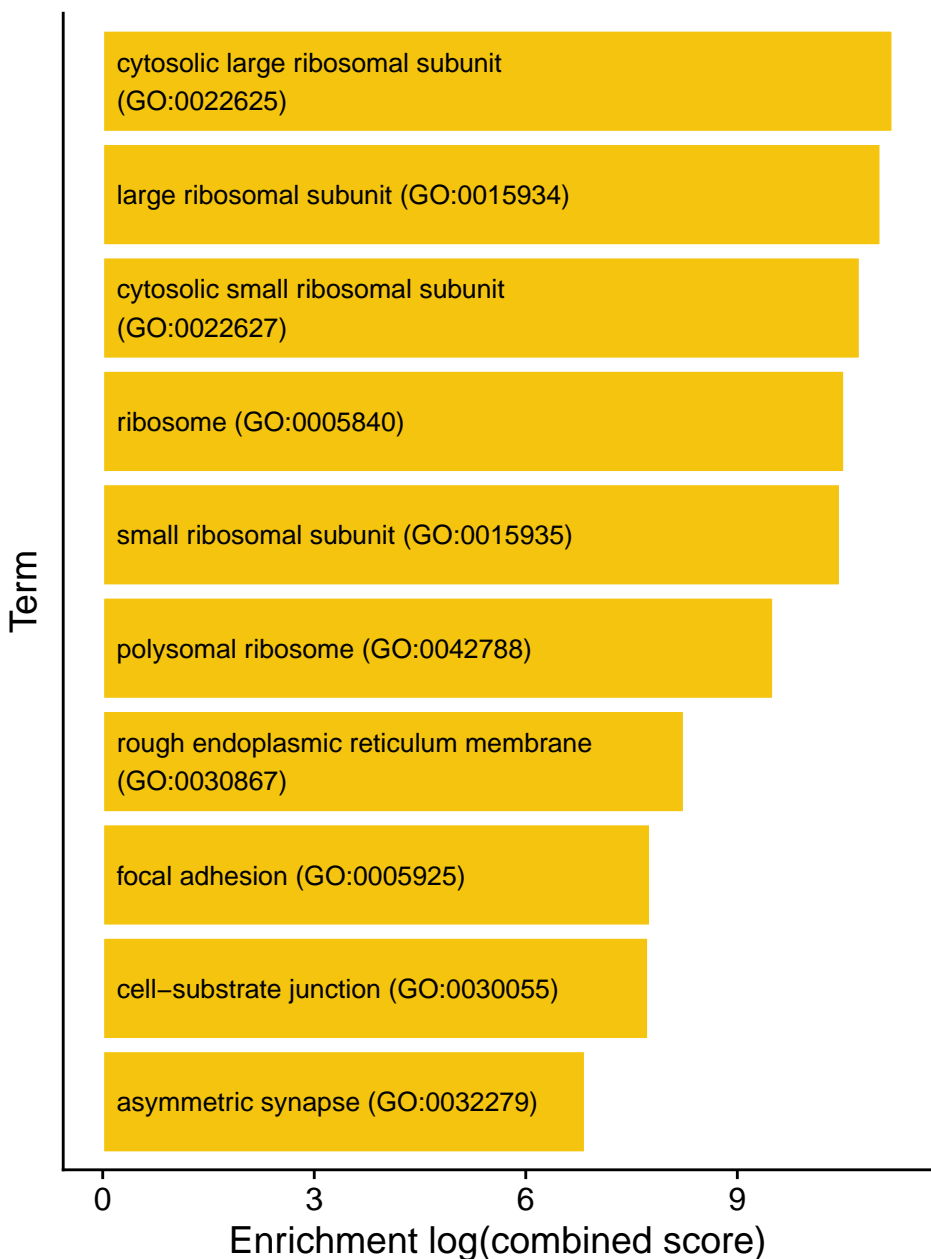 cytosolic large ribosomal subunit
(GO:0022625)
large ribosomal subunit (GO:0015934)
cytosolic small ribosomal subunit
(GO:0022627)
ribosome (GO:0005840)
small ribosomal subunit (GO:0015935)
polysomal ribosome (GO:0042788)
rough endoplasmic reticulum membrane
(GO:0030867)
focal adhesion (GO:0005925)
cell−substrate junction (GO:0030055)
asymmetric synapse (GO:0032279)
Term
0 3 6 9
Enrichment log(combined score)